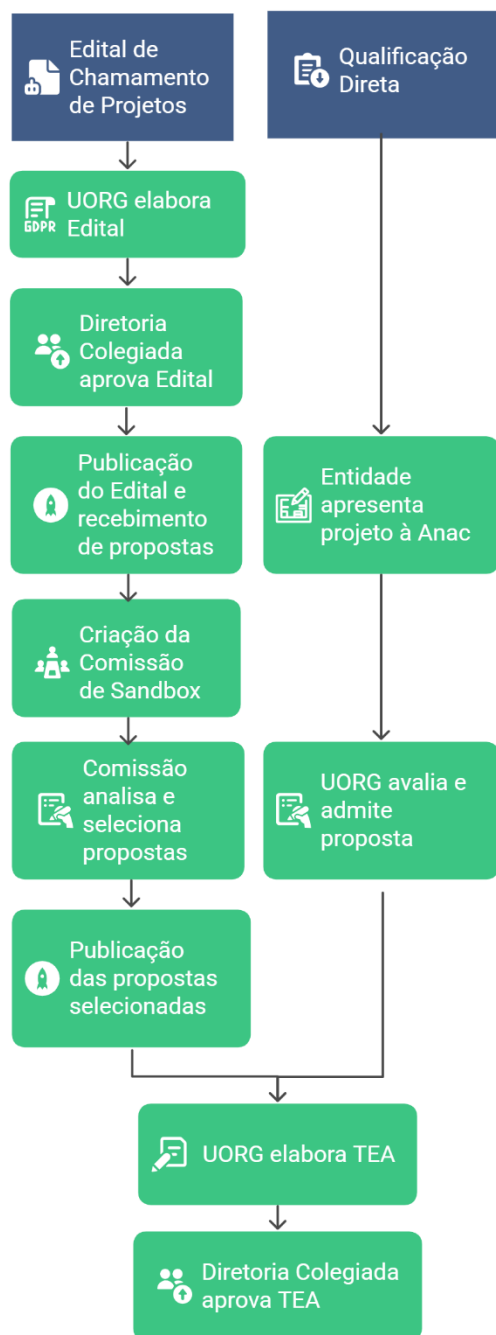 Edital de
Chamamento
de Projetos
Qualificação
Direta
UORG elabora
Edital
GDPR
Diretoria
Colegiada
aprova Edital
Publicação
do Edital e
recebimento
de propostas
Entidade
apresenta
projeto à Anac
Criação da
Comissão
de Sandbox
Comissão
analisa e
seleciona
propostas
UORG avalia e
admite
proposta
Publicação
das propostas
selecionadas
UORG elabora TEA
Diretoria Colegiada
aprova TEA